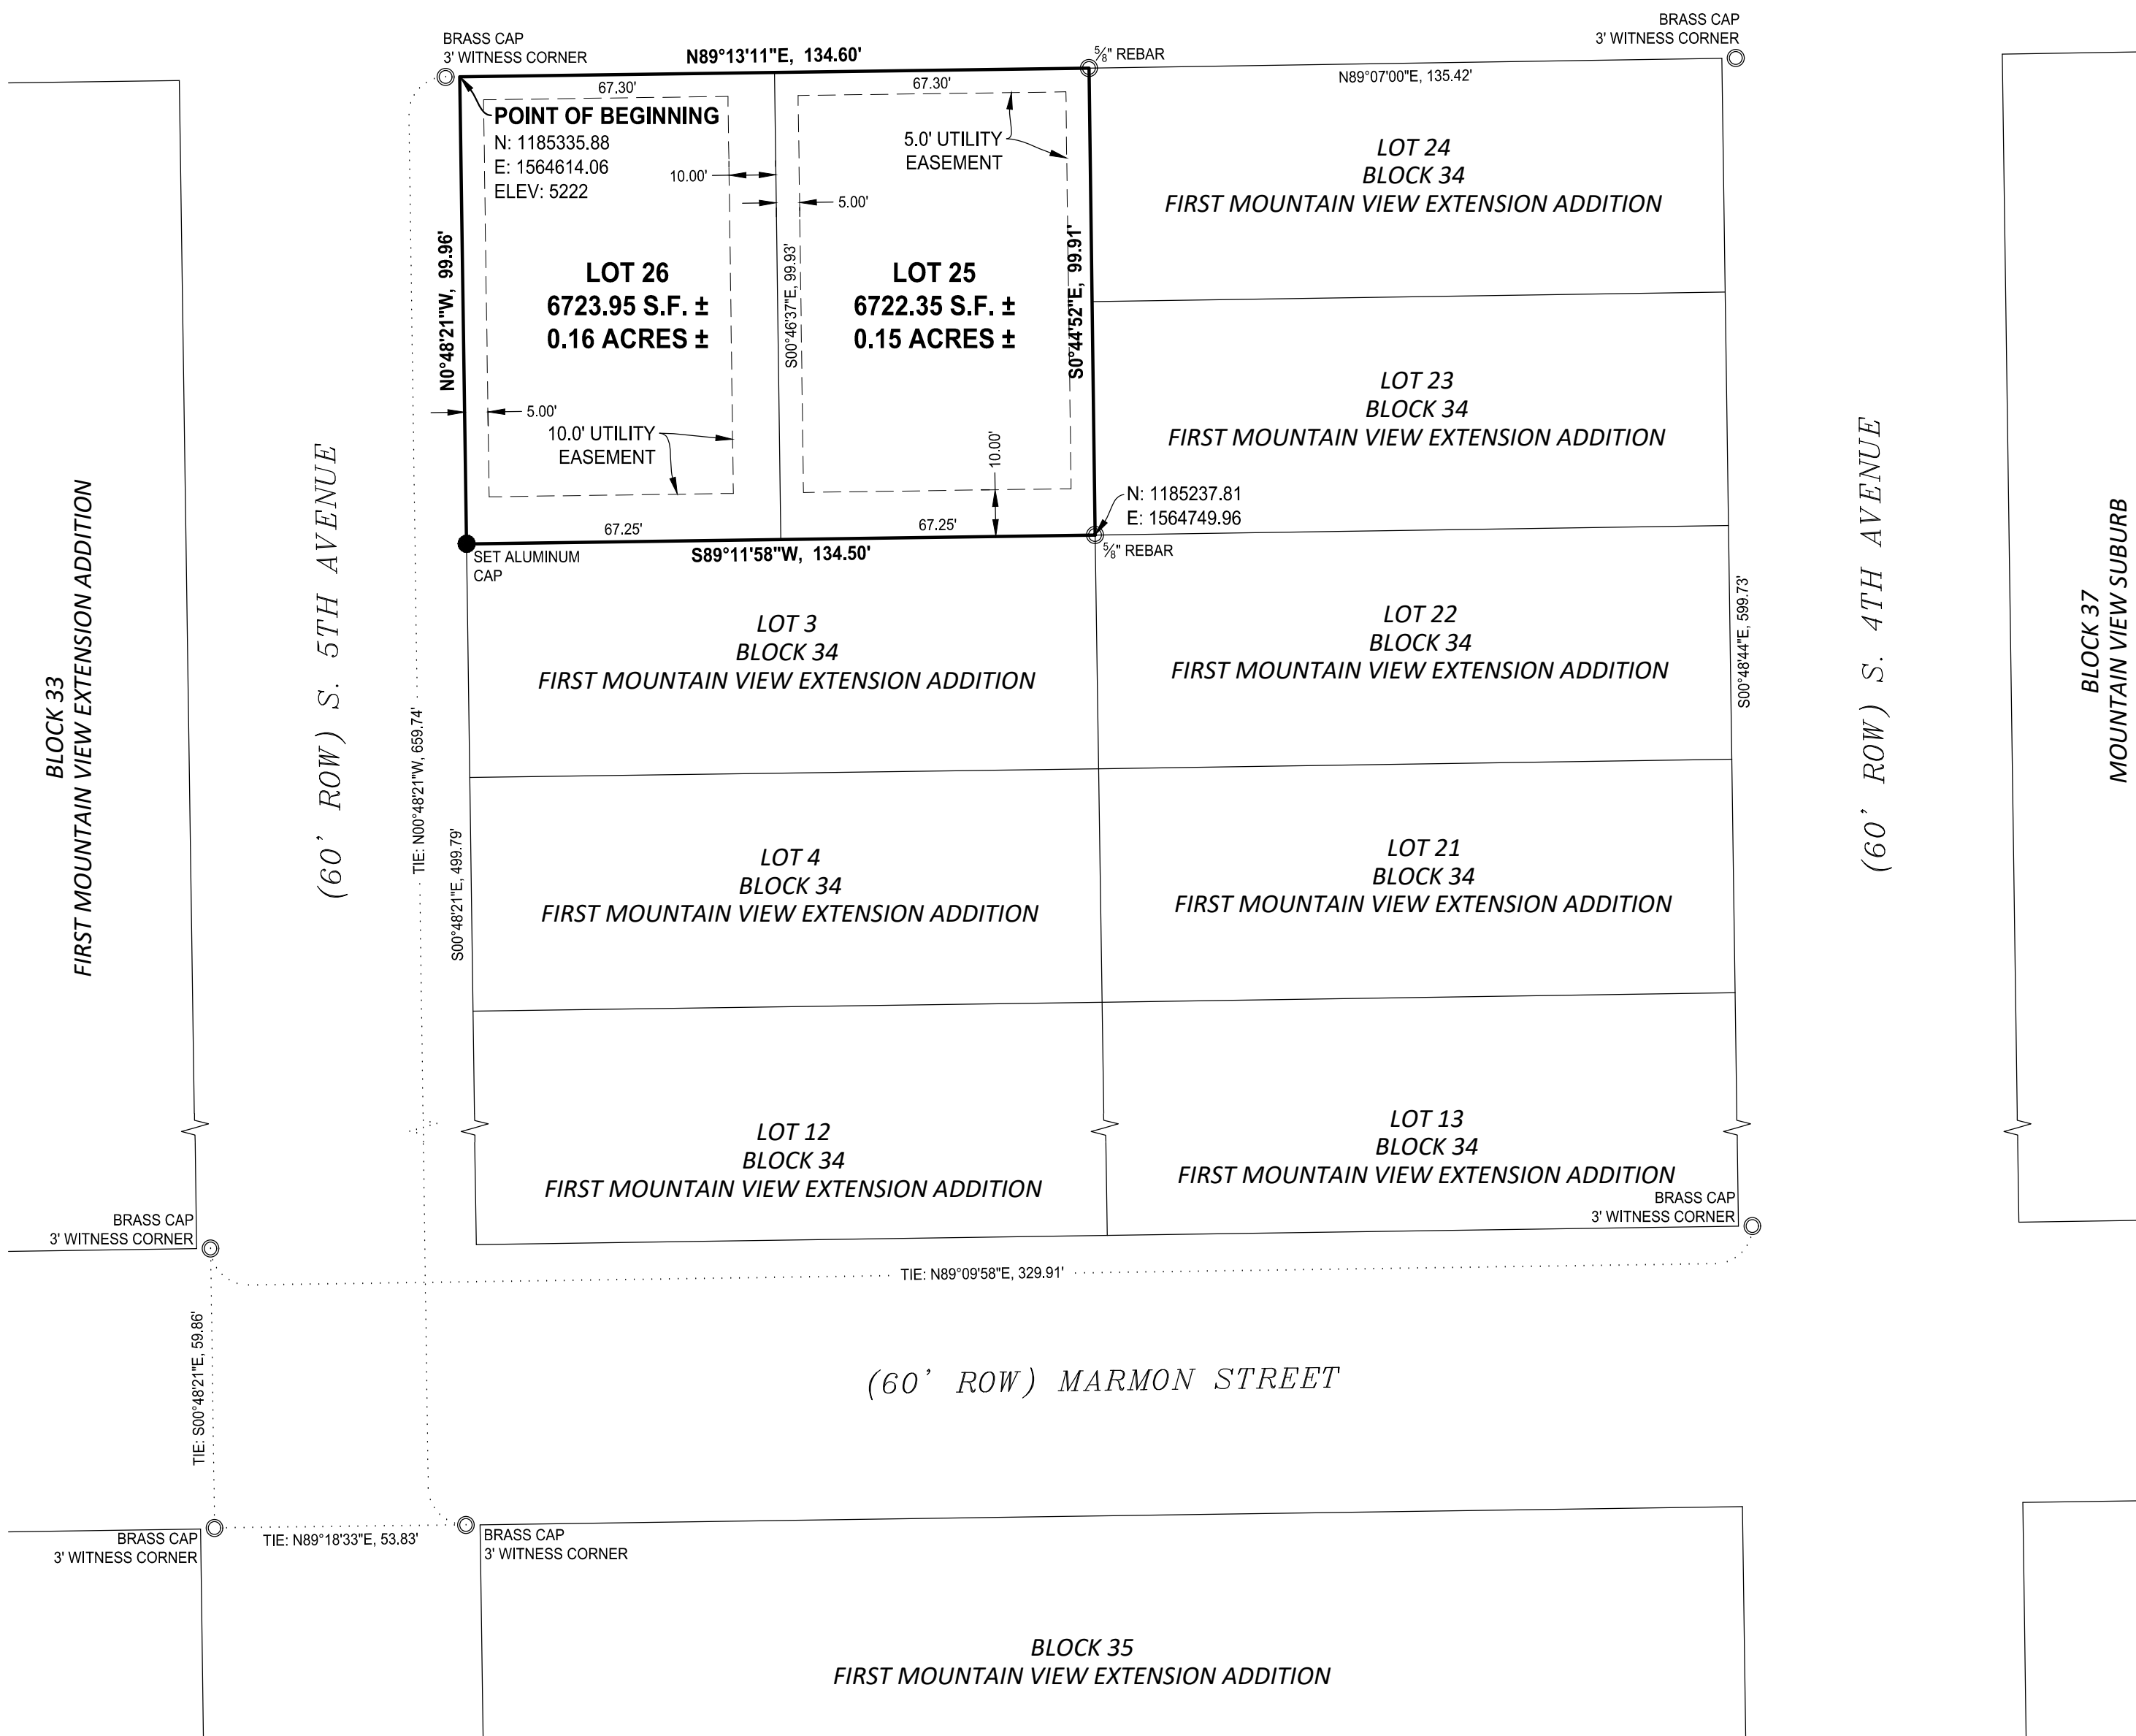 BRASS CAP
3' WITNESS CORNER
N89°13'11"E, 134.60'
⅝" REBAR
BRASS CAP
3' WITNESS CORNER
N89°07'00"E, 135.42'
67.30'
67.30'
POINT OF BEGINNING
N: 1185335.88
E: 1564614.06
ELEV: 5222
10.00'
5.00'
5.0' UTILITY
EASEMENT
LOT 24
BLOCK 34
FIRST MOUNTAIN VIEW EXTENSION ADDITION
N0°48'21"W, 99.96'
LOT 26
6723.95 S.F. ±
0.16 ACRES ±
S00°46'37"E, 99.93'
LOT 25
6722.35 S.F. ±
0.15 ACRES ±
S0°44'52"E, 99.91'
LOT 23
BLOCK 34
FIRST MOUNTAIN VIEW EXTENSION ADDITION
5.00'
10.0' UTILITY
EASEMENT
10.00'
N: 1185237.81
E: 1564749.96
67.25'
67.25'
SET ALUMINUM
CAP
S89°11'58"W, 134.50'
⅝" REBAR
BLOCK 33
FIRST MOUNTAIN VIEW EXTENSION ADDITION
(60' ROW) S. 5TH AVENUE
TIE: N00°48'21"W, 659.74'
S00°48'21"E, 499.79'
LOT 3
BLOCK 34
FIRST MOUNTAIN VIEW EXTENSION ADDITION
LOT 22
BLOCK 34
FIRST MOUNTAIN VIEW EXTENSION ADDITION
S00°48'44"E, 599.73'
(60' ROW) S. 4TH AVENUE
BLOCK 37
MOUNTAIN VIEW SUBURB
LOT 4
BLOCK 34
FIRST MOUNTAIN VIEW EXTENSION ADDITION
LOT 21
BLOCK 34
FIRST MOUNTAIN VIEW EXTENSION ADDITION
LOT 12
BLOCK 34
FIRST MOUNTAIN VIEW EXTENSION ADDITION
LOT 13
BLOCK 34
FIRST MOUNTAIN VIEW EXTENSION ADDITION
BRASS CAP
3' WITNESS CORNER
BRASS CAP
3' WITNESS CORNER
TIE: N89°09'58"E, 329.91'
TIE: S00°48'21"E, 59.86'
(60' ROW) MARMON STREET
BRASS CAP
3' WITNESS CORNER
TIE: N89°18'33"E, 53.83'
BRASS CAP
3' WITNESS CORNER
BLOCK 35
FIRST MOUNTAIN VIEW EXTENSION ADDITION